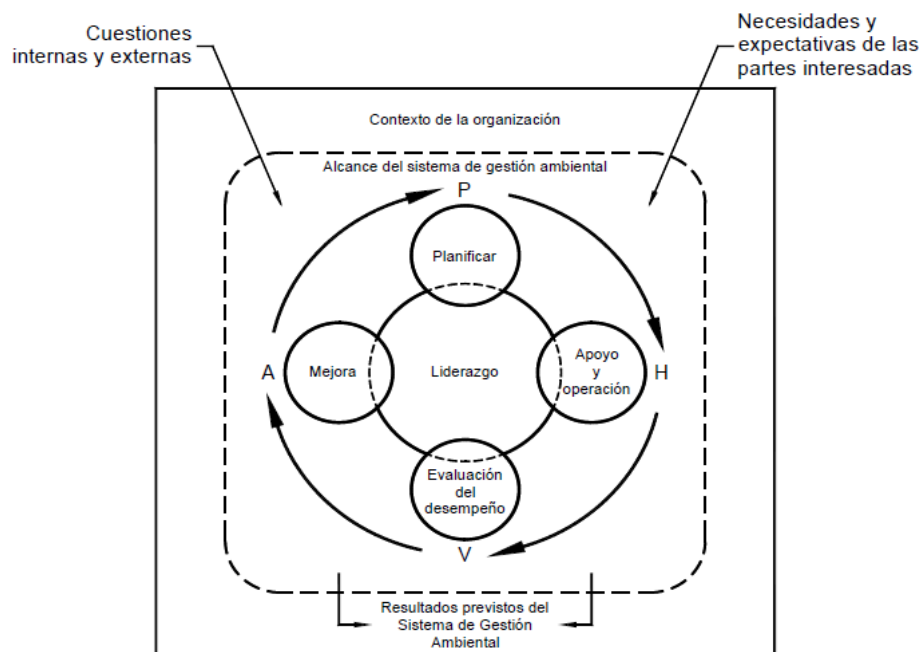 Cuestiones
internas y externas
Necesidades y
expectativas de las
partes interesadas
Contexto de la organización
Alcance del sistema de gestión ambiental
P
Planificar
A
Mejora
Liderazgo
Apoyo
y
operación
H
Evaluación
del
desempeño
V
Resultados previstos del
Sistema de Gestión
Ambiental